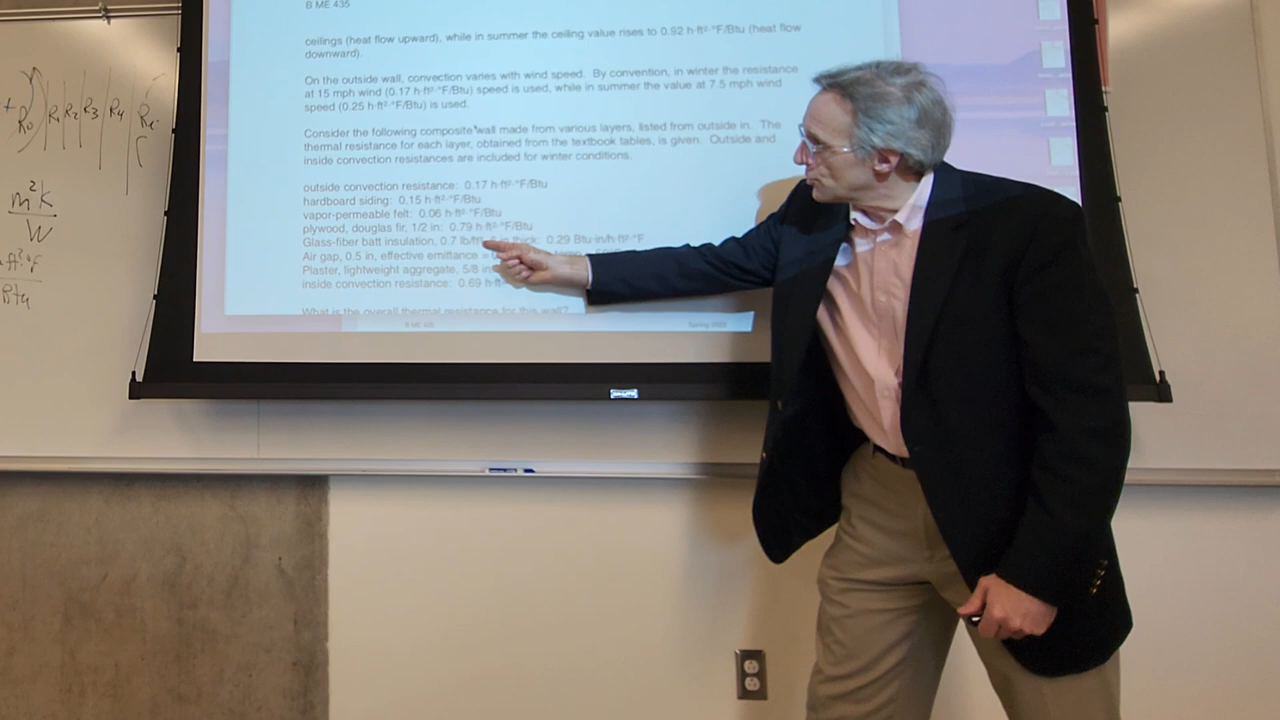 B ME 435
ceilings (heat flow upward), while in summer the ceiling value rises to 0.92 h·ft²·°F/Btu (heat flow
downward).
On the outside wall, convection varies with wind speed. By convention, in winter the resistance
at 15 mph wind (0.17 h·ft²·°F/Btu) speed is used, while in summer the value at 7.5 mph wind
speed (0.25 h·ft²·°F/Btu) is used.
Consider the following composite wall made from various layers, listed from outside in. The
thermal resistance for each layer, obtained from the textbook tables, is given. Outside and
inside convection resistances are included for winter conditions.
outside convection resistance: 0.17 h·ft²·°F/Btu
hardboard siding: 0.15 h·ft²·°F/Btu
vapor-permeable felt: 0.06 h·ft²·°F/Btu
plywood, douglas fir, 1/2 in: 0.79 h·ft²·°F/Btu
Glass-fiber batt insulation, 0.7 lb/ft³, thick: 0.29 Btu·in/h·ft²·°F
Air gap, 0.5 in, effective emittance =
Plaster, lightweight aggregate, 5/8 in
inside convection resistance: 0.69 h·ft
What is the overall thermal resistance for this wall?
B ME 435
Spring 2023
+ R₀ R₁ R₂ R₃ R₄
m²K
W
ft²·°F
Btu